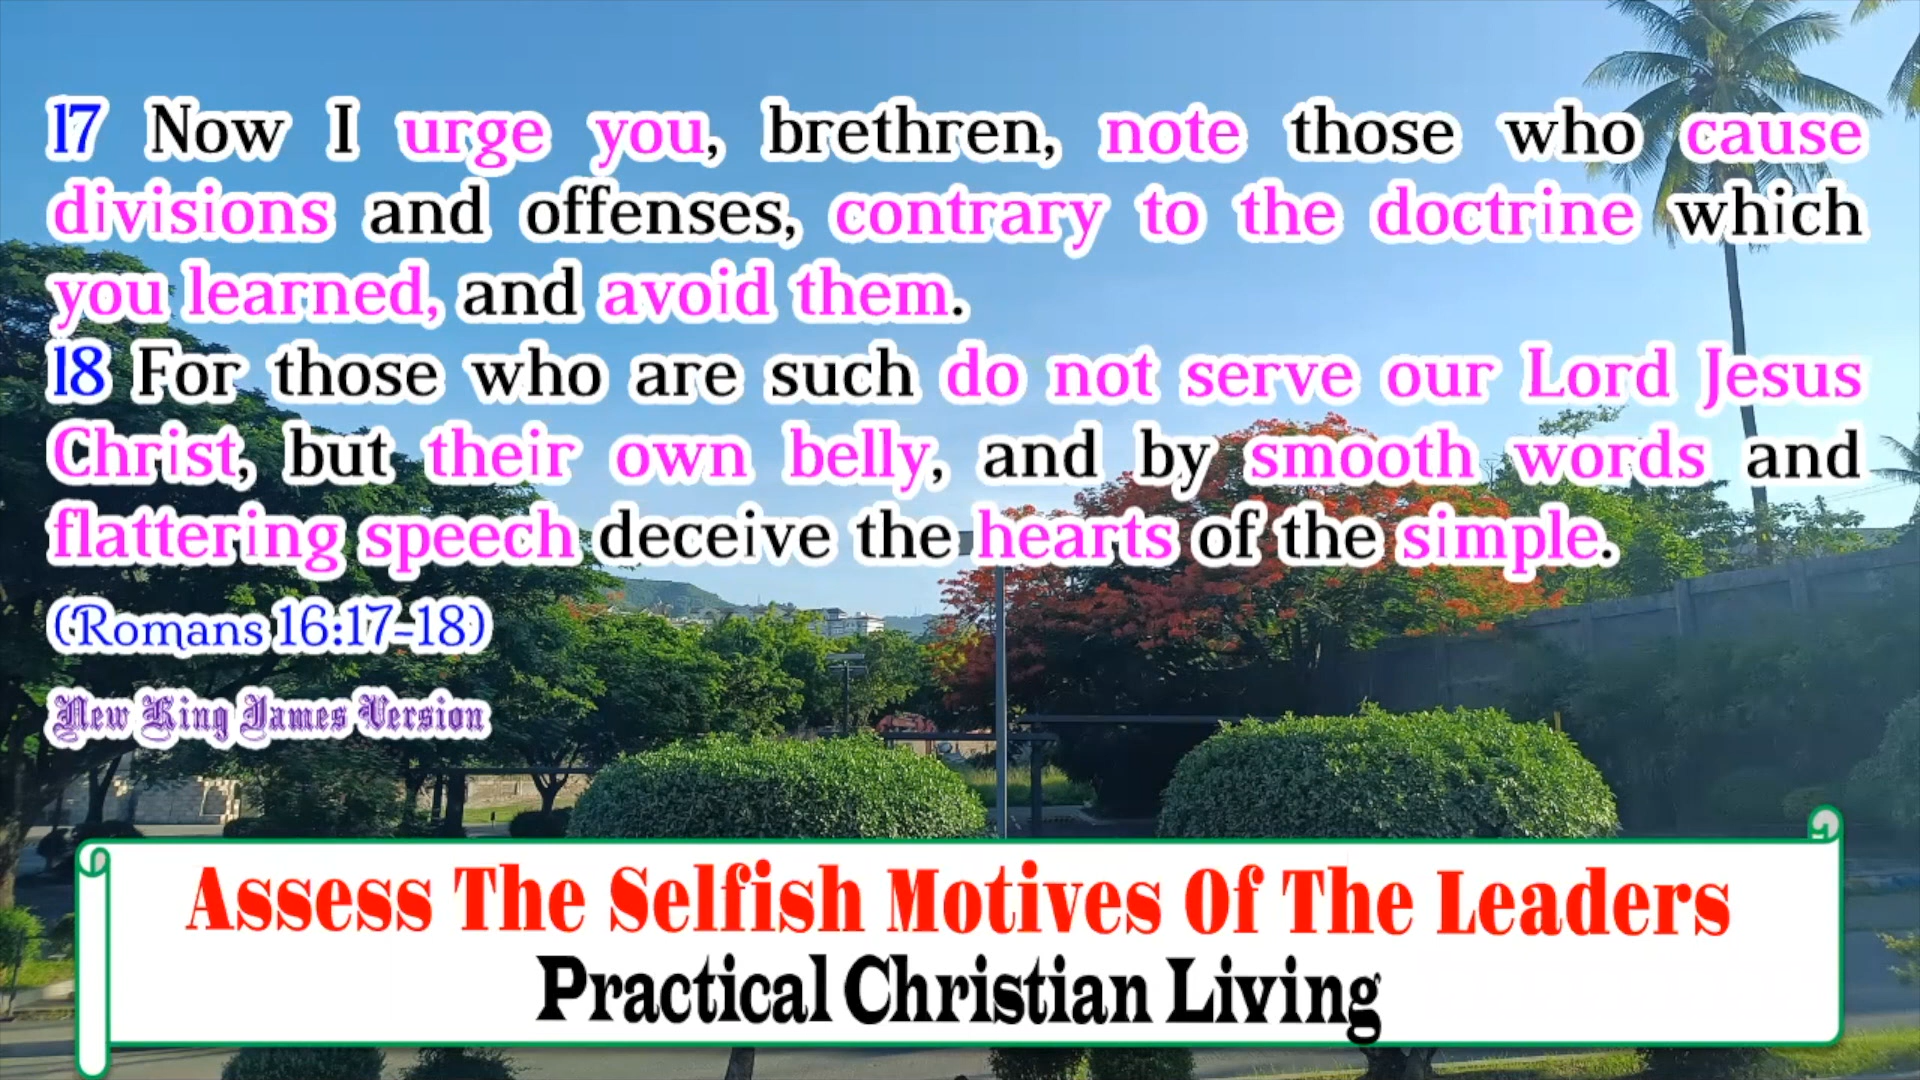 17 Now I urge you, brethren, note those who cause
divisions and offenses, contrary to the doctrine which
you learned, and avoid them.
18 For those who are such do not serve our Lord Jesus
Christ, but their own belly, and by smooth words and
flattering speech deceive the hearts of the simple.
(Romans 16:17-18)
New King James Version
Assess The Selfish Motives Of The Leaders
Practical Christian Living